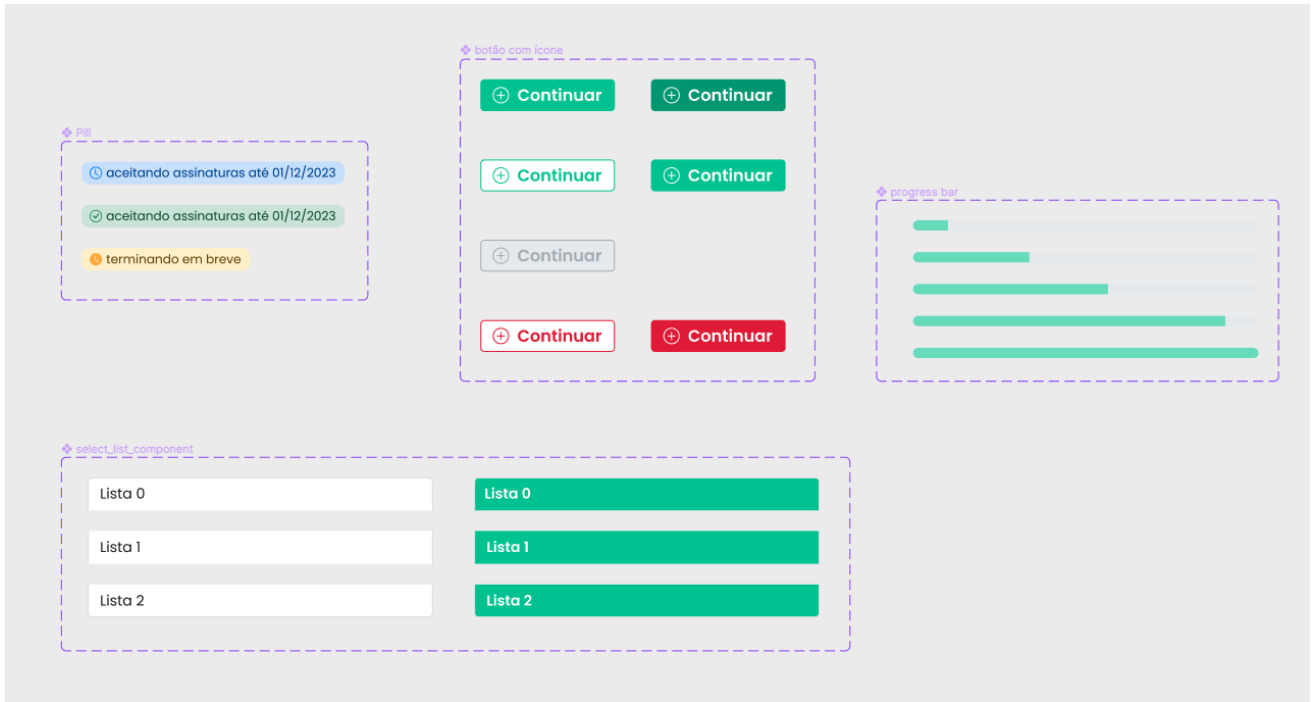 botão com ícone
Continuar
Continuar
Continuar
Continuar
Continuar
Continuar
Continuar
Pill
aceitando assinaturas até 01/12/2023
aceitando assinaturas até 01/12/2023
terminando em breve
progress bar
select_list_component
Lista 0
Lista 0
Lista 1
Lista 1
Lista 2
Lista 2